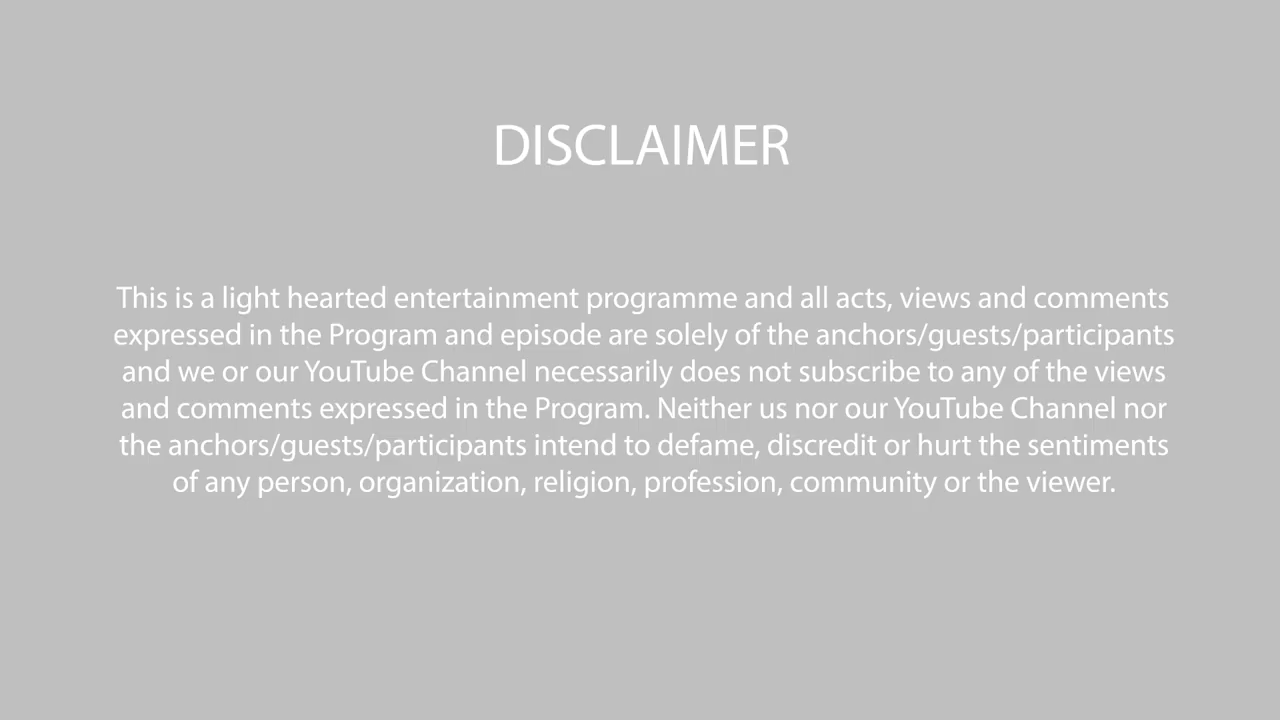 DISCLAIMER
This is a light hearted entertainment programme and all acts, views and comments
expressed in the Program and episode are solely of the anchors/guests/participants
and we or our YouTube Channel necessarily does not subscribe to any of the views
and comments expressed in the Program. Neither us nor our YouTube Channel nor
the anchors/guests/participants intend to defame, discredit or hurt the sentiments
of any person, organization, religion, profession, community or the viewer.